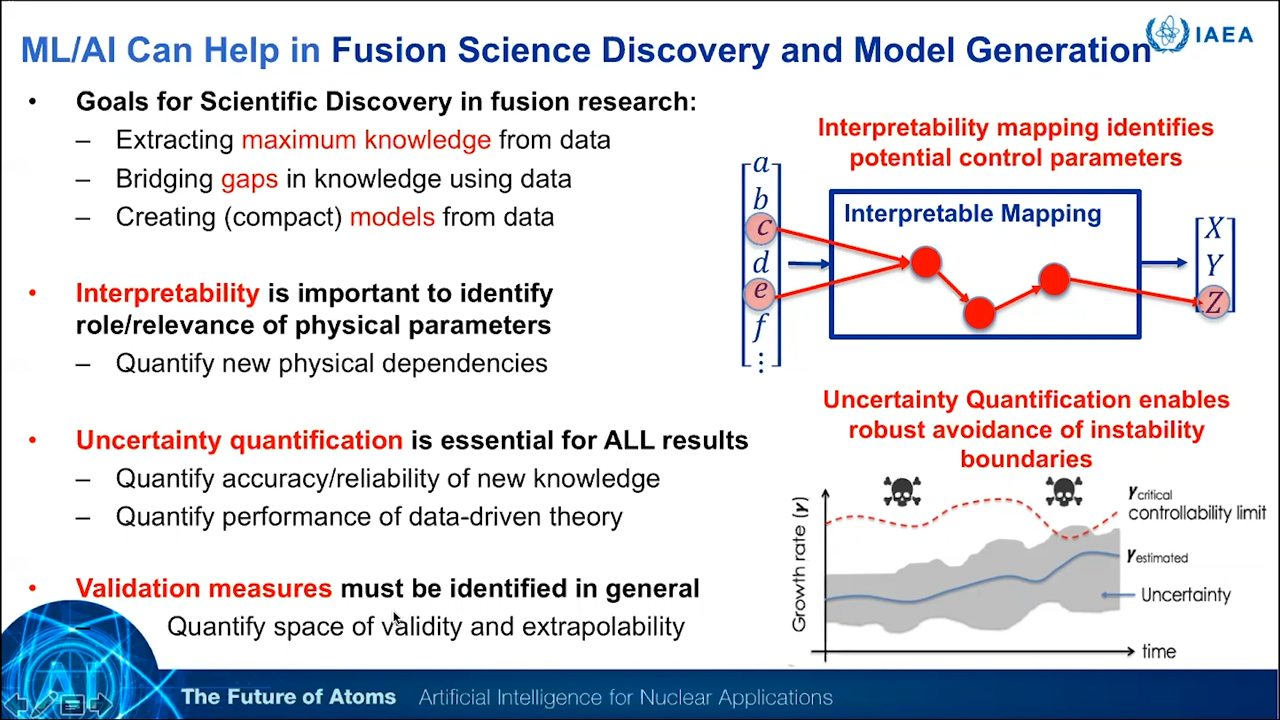 ML/AI Can Help in Fusion Science Discovery and Model Generation
IAEA
• Goals for Scientific Discovery in fusion research:
– Extracting maximum knowledge from data
– Bridging gaps in knowledge using data
– Creating (compact) models from data
• Interpretability is important to identify
role/relevance of physical parameters
– Quantify new physical dependencies
• Uncertainty quantification is essential for ALL results
– Quantify accuracy/reliability of new knowledge
– Quantify performance of data-driven theory
• Validation measures must be identified in general
– Quantify space of validity and extrapolability
Interpretability mapping identifies
potential control parameters
a
b
c
d
e
f
⋮
Interpretable Mapping
X
Y
Z
Uncertainty Quantification enables
robust avoidance of instability
boundaries
Growth rate (γ)
γcritical
controllability limit
γestimated
Uncertainty
time
AI
The Future of Atoms Artificial Intelligence for Nuclear Applications